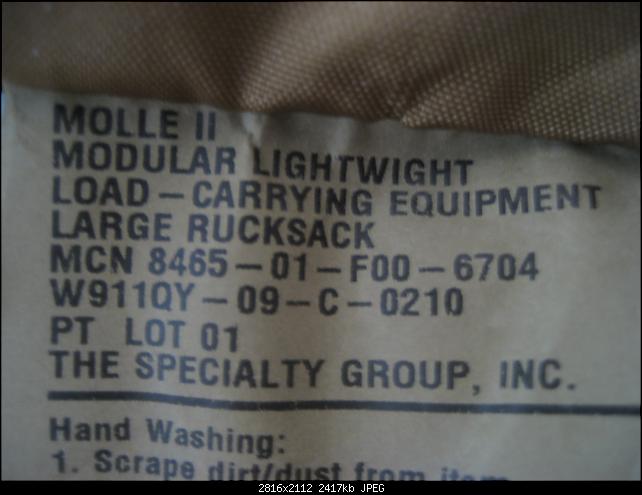 MOLLE II
MODULAR LIGHTWIGHT
LOAD-CARRYING EQUIPMENT
LARGE RUCKSACK
MCN 8465-01-F00-6704
W911QY-09-C-0210
PT LOT 01
THE SPECIALTY GROUP, INC.
Hand Washing:
1. Scrape dirt/dust from item
2816x2112 2417kb JPEG